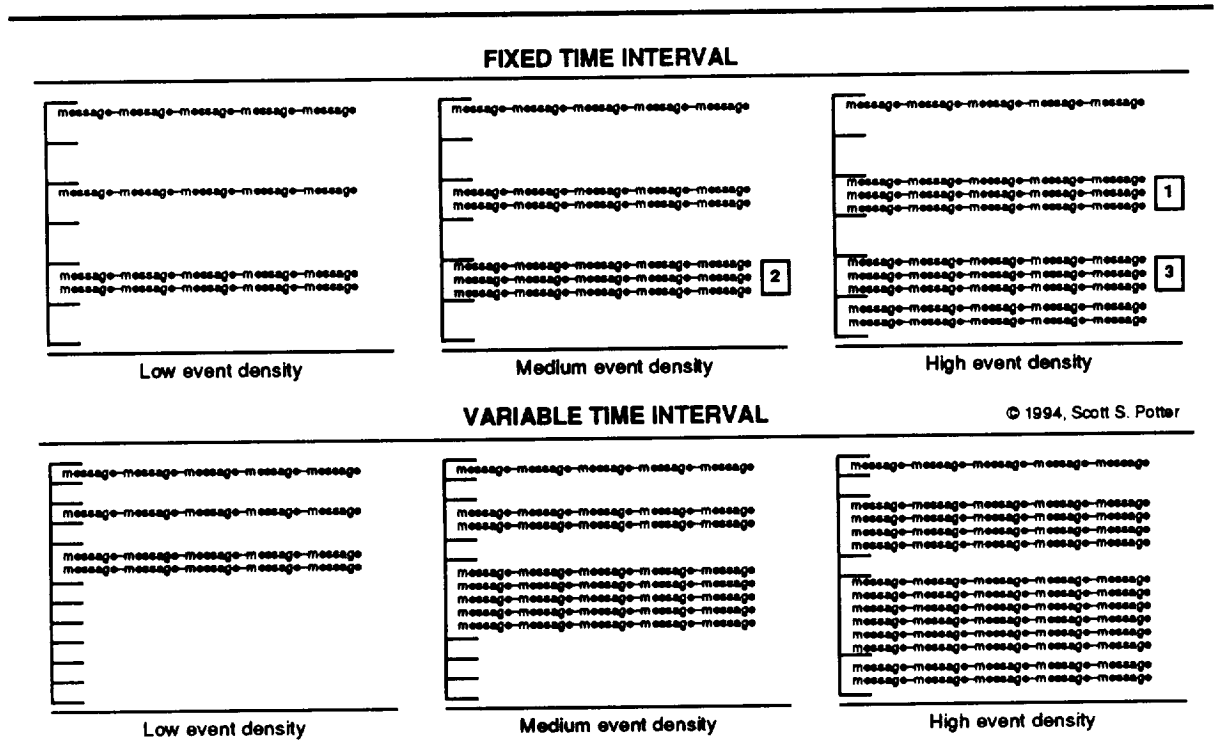 FIXED TIME INTERVAL
message-message-message-message-message
message-message-message-message-message
message-message-message-message-message
message-message-message-message-message
Low event density
message-message-message-message-message
message-message-message-message-message
message-message-message-message-message
message-message-message-message-message
message-message-message-message-message
message-message-message-message-message
2
Medium event density
message-message-message-message-message
message-message-message-message-message
message-message-message-message-message
message-message-message-message-message
1
message-message-message-message-message
message-message-message-message-message
message-message-message-message-message
3
message-message-message-message-message
message-message-message-message-message
High event density
VARIABLE TIME INTERVAL
© 1994, Scott S. Potter
message-message-message-message-message
message-message-message-message-message
message-message-message-message-message
message-message-message-message-message
Low event density
message-message-message-message-message
message-message-message-message-message
message-message-message-message-message
message-message-message-message-message
message-message-message-message-message
message-message-message-message-message
message-message-message-message-message
message-message-message-message-message
Medium event density
message-message-message-message-message
message-message-message-message-message
message-message-message-message-message
message-message-message-message-message
message-message-message-message-message
message-message-message-message-message
message-message-message-message-message
message-message-message-message-message
message-message-message-message-message
message-message-message-message-message
message-message-message-message-message
message-message-message-message-message
message-message-message-message-message
High event density